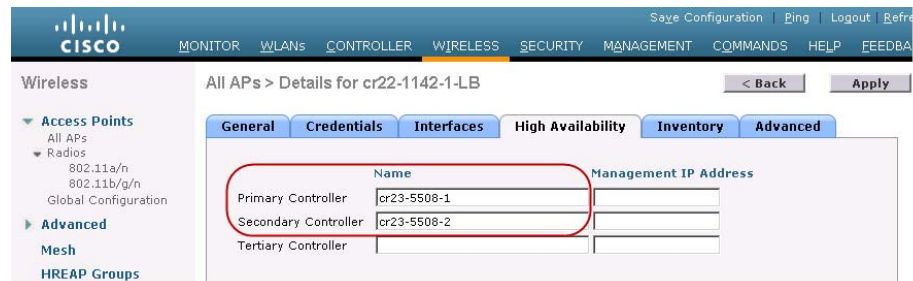 Save Configuration | Ping | Logout | Refre
CISCO MONITOR WLANs CONTROLLER WIRELESS SECURITY MANAGEMENT COMMANDS HELP FEEDBA
Wireless
All APs > Details for cr22-1142-1-LB
< Back Apply
Access Points
All APs
Radios
802.11a/n
802.11b/g/n
Global Configuration
Advanced
Mesh
HREAP Groups
General Credentials Interfaces High Availability Inventory Advanced
Name Management IP Address
Primary Controller cr23-5508-1
Secondary Controller cr23-5508-2
Tertiary Controller